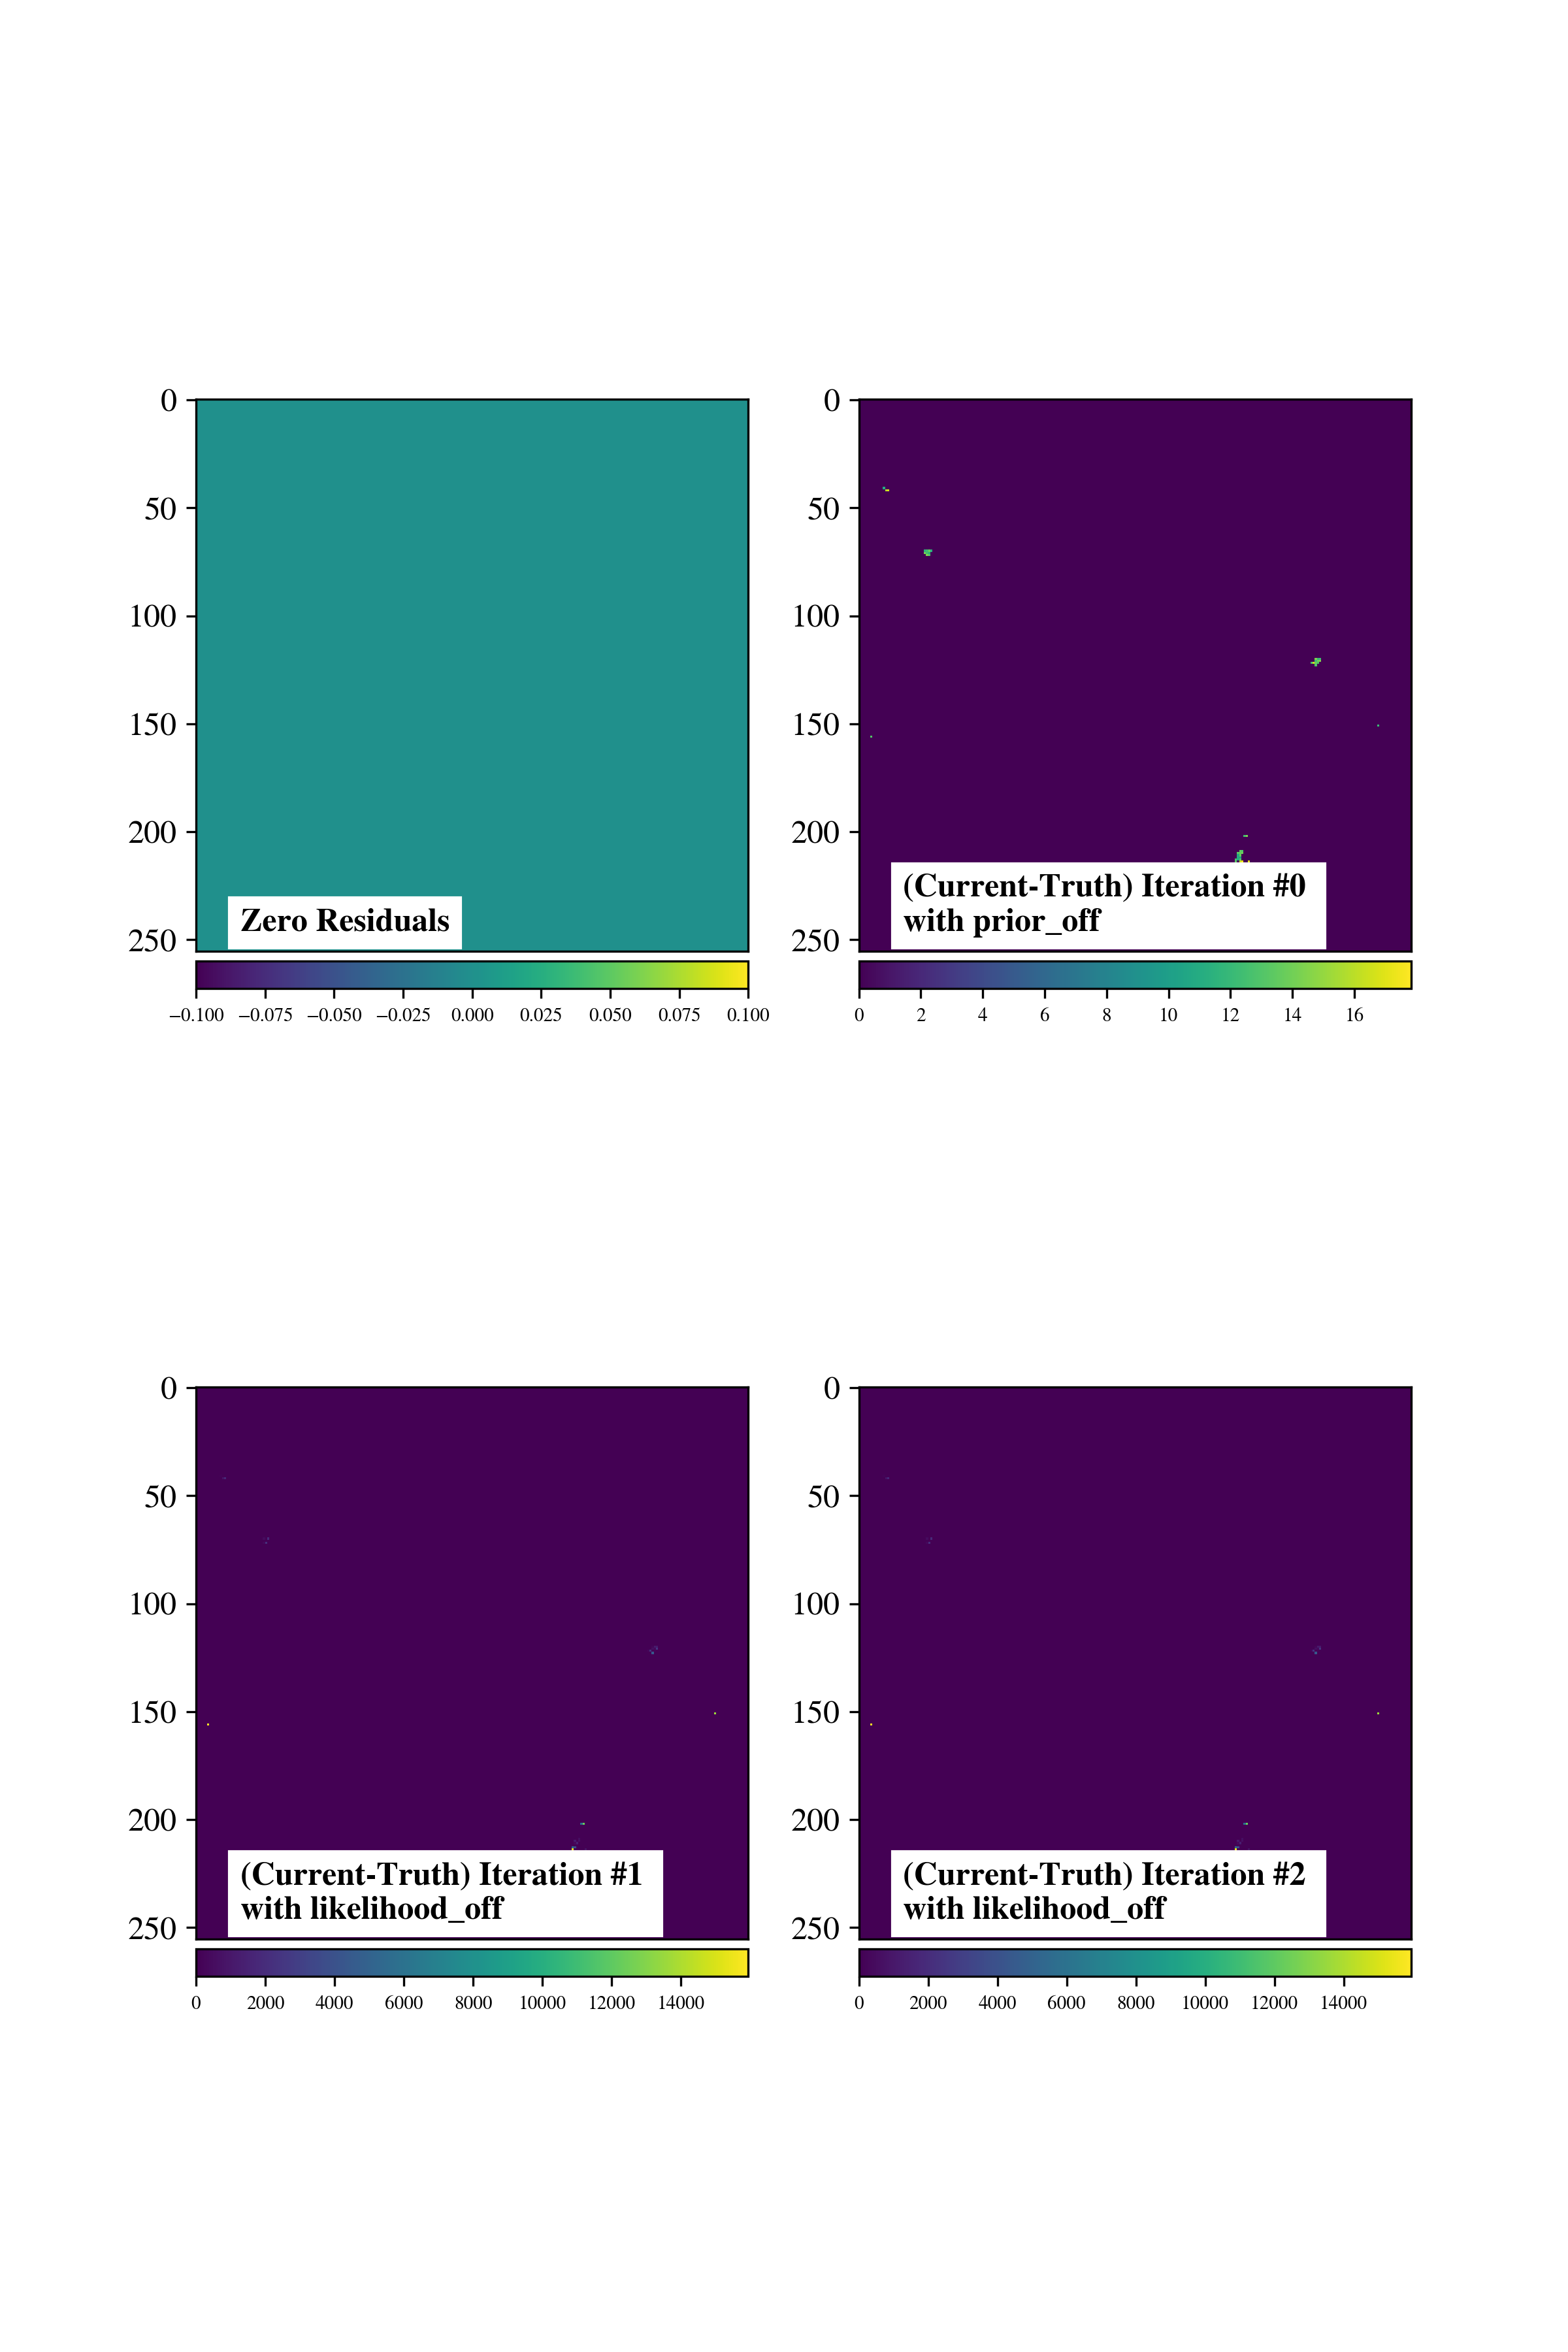 0
50
100
150
200
250
Zero Residuals
−0.100 −0.075 −0.050 −0.025 0.000 0.025 0.050 0.075 0.100
0
50
100
150
200
250
(Current-Truth) Iteration #0
with prior_off
0 2 4 6 8 10 12 14 16
0
50
100
150
200
250
(Current-Truth) Iteration #1
with likelihood_off
0 2000 4000 6000 8000 10000 12000 14000
0
50
100
150
200
250
(Current-Truth) Iteration #2
with likelihood_off
0 2000 4000 6000 8000 10000 12000 14000